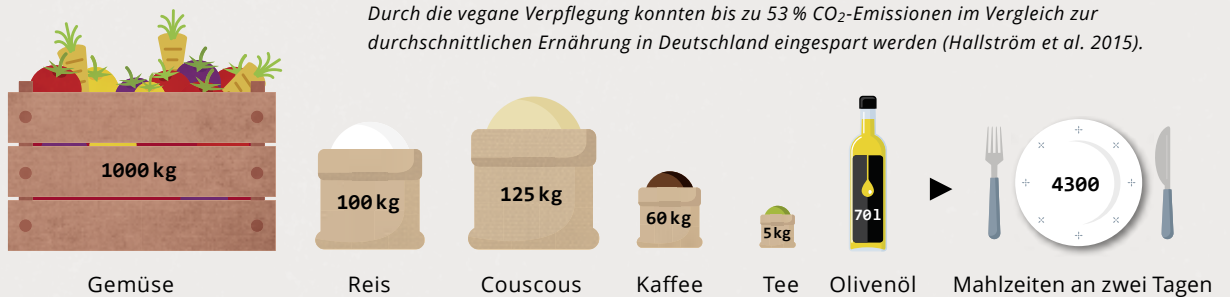 Durch die vegane Verpflegung konnten bis zu 53 % CO₂-Emissionen im Vergleich zur
durchschnittlichen Ernährung in Deutschland eingespart werden (Hallström et al. 2015).
1000 kg
100 kg
125 kg
60 kg
5 kg
70 l
4300
Gemüse
Reis
Couscous
Kaffee
Tee
Olivenöl
Mahlzeiten an zwei Tagen